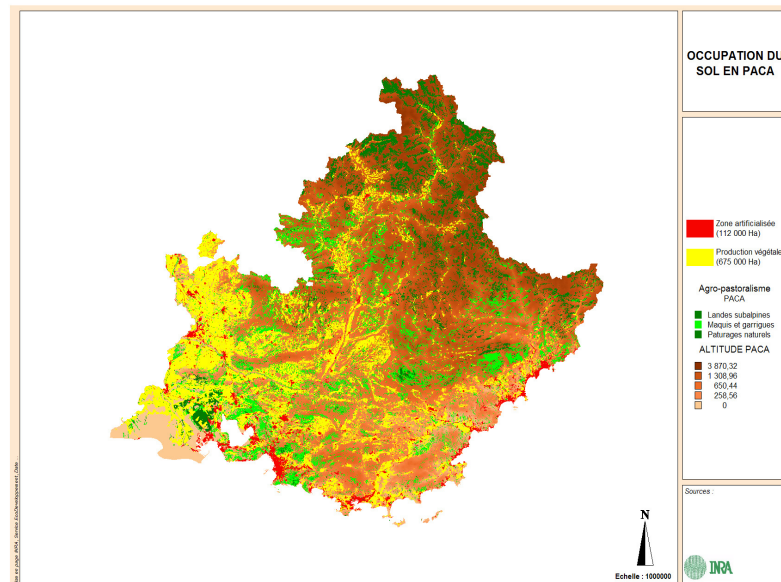 OCCUPATION DU
SOL EN PACA
Zone artificialisée
(112 000 Ha)
Production végétale
(675 000 Ha)
Agro-pastoralisme
PACA
Landes subalpines
Maquis et garrigues
Paturages naturels
ALTITUDE PACA
3 870,32
1 308,96
650,44
258,56
0
Sources :
N
Echelle : 1000000
INRA